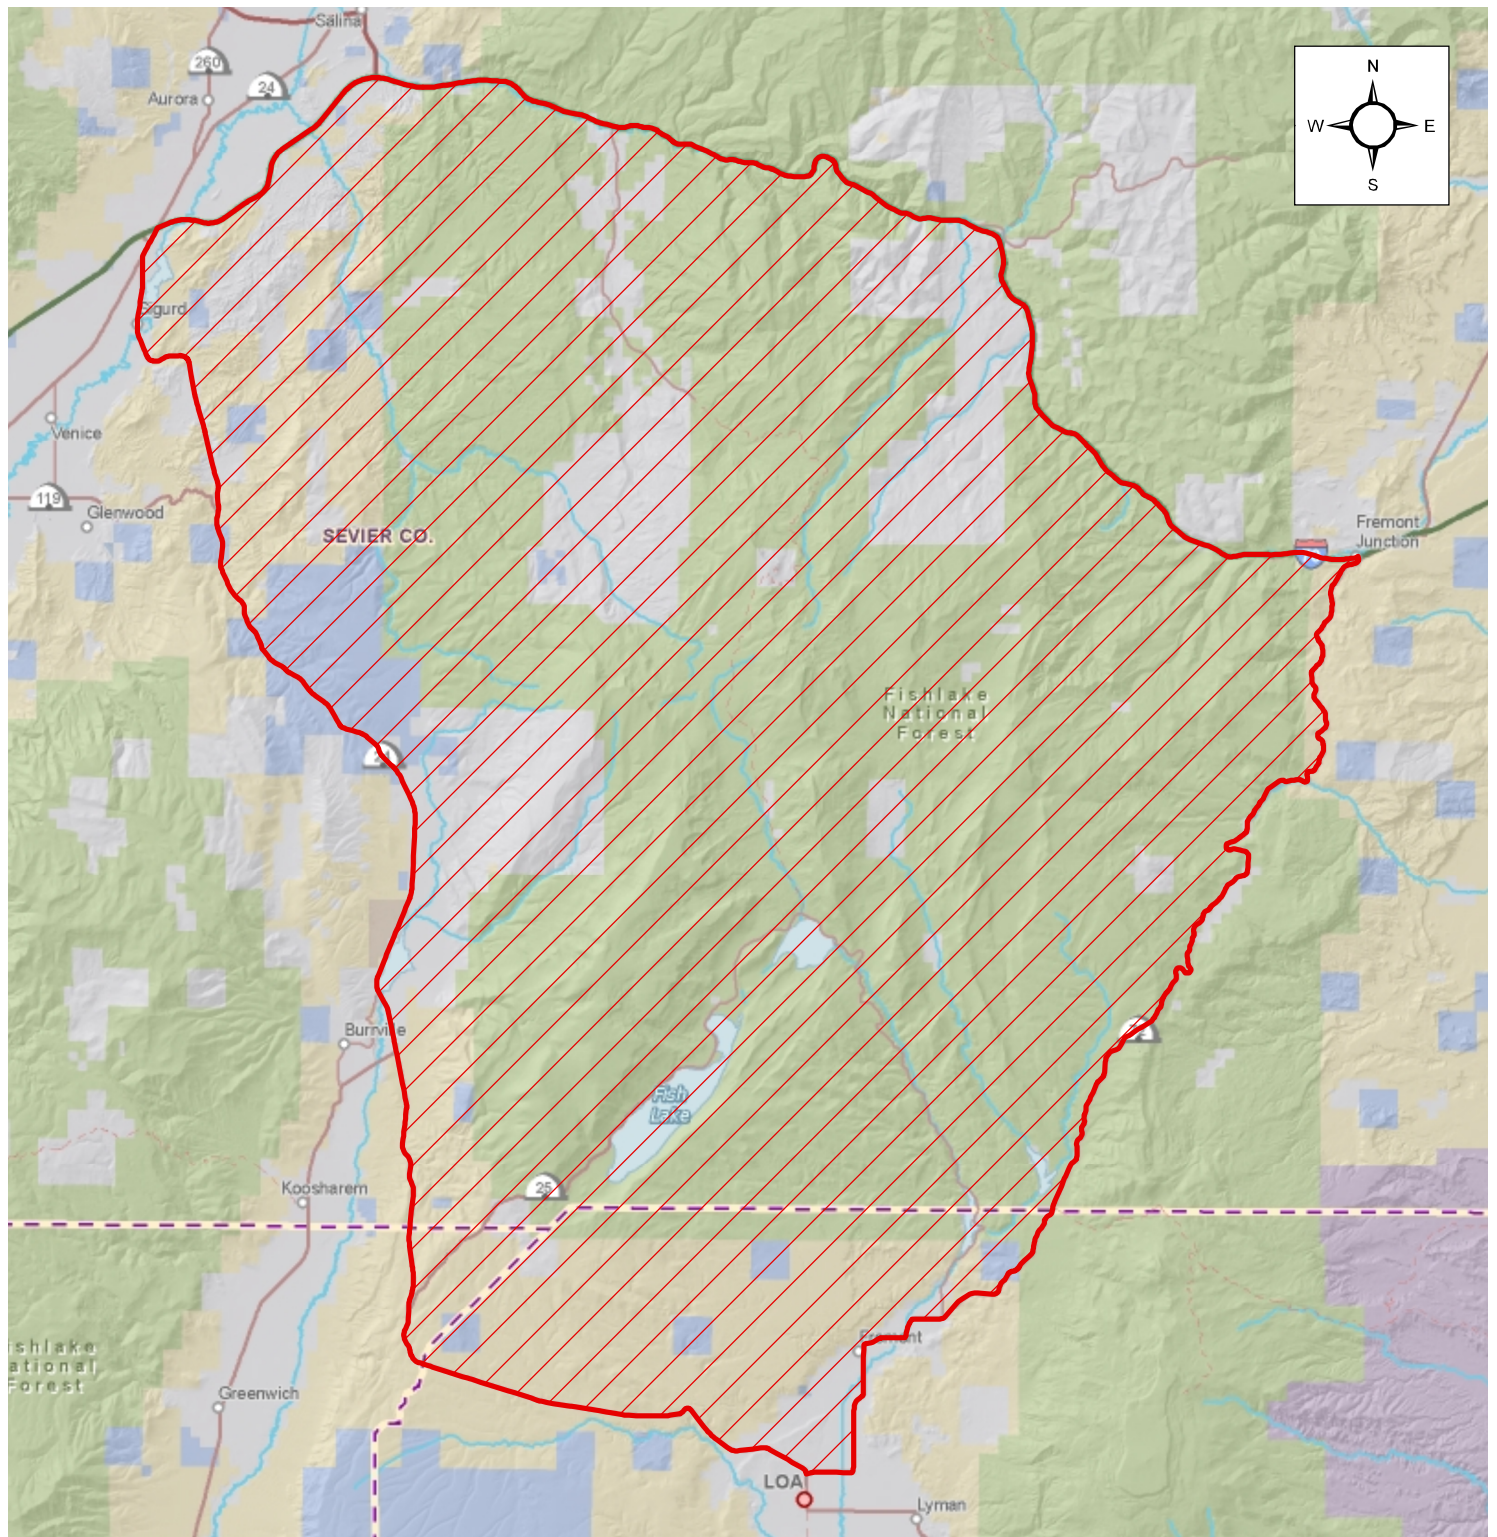 Salina
260
24
Aurora
N
W
E
S
Sigurd
Venice
119
Glenwood
SEVIER CO.
Fremont
Junction
Fishlake
National
Forest
24
Burrville
Fish
Lake
25
Koosharem
Fremont
ishlake
ational
Forest
Greenwich
LOA
Lyman